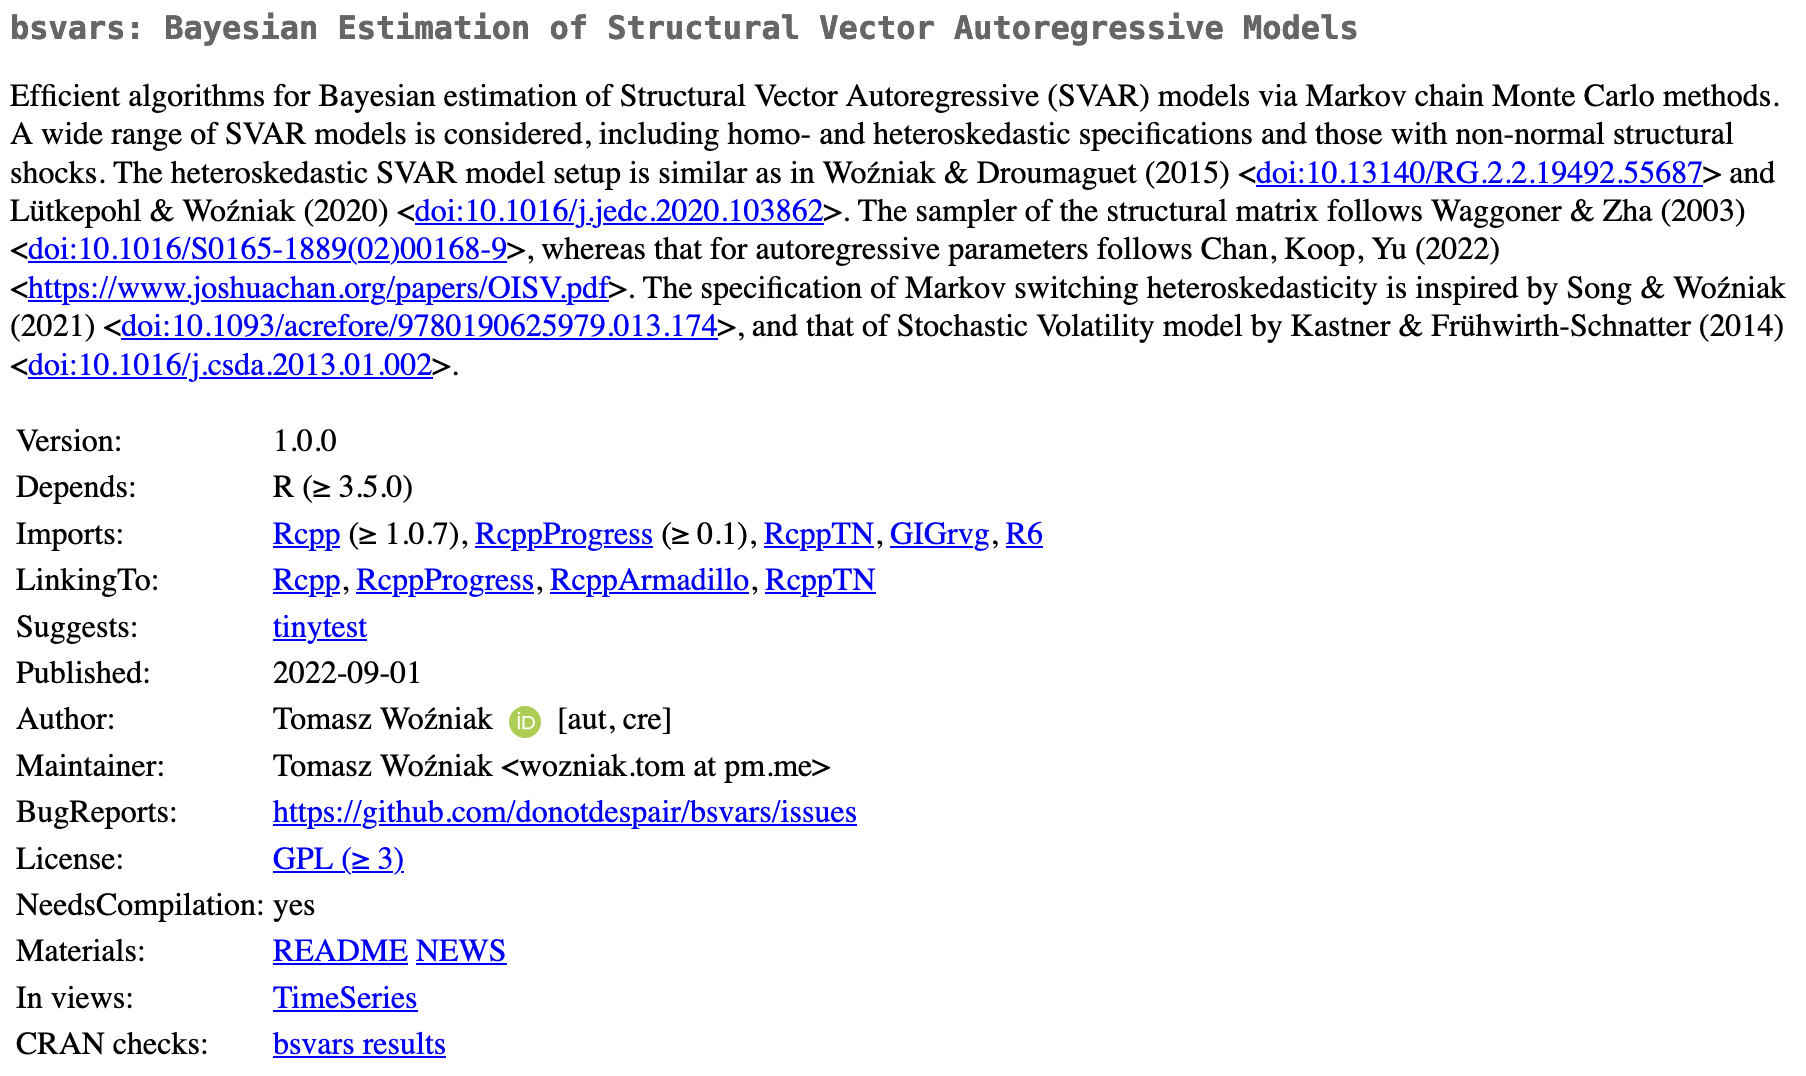 bsvars: Bayesian Estimation of Structural Vector Autoregressive Models
Efficient algorithms for Bayesian estimation of Structural Vector Autoregressive (SVAR) models via Markov chain Monte Carlo methods.
A wide range of SVAR models is considered, including homo- and heteroskedastic specifications and those with non-normal structural
shocks. The heteroskedastic SVAR model setup is similar as in Woźniak & Droumaguet (2015) <doi:10.13140/RG.2.2.19492.55687> and
Lütkepohl & Woźniak (2020) <doi:10.1016/j.jedc.2020.103862>. The sampler of the structural matrix follows Waggoner & Zha (2003)
<doi:10.1016/S0165-1889(02)00168-9>, whereas that for autoregressive parameters follows Chan, Koop, Yu (2022)
<https://www.joshuachan.org/papers/OISV.pdf>. The specification of Markov switching heteroskedasticity is inspired by Song & Woźniak
(2021) <doi:10.1093/acrefore/9780190625979.013.174>, and that of Stochastic Volatility model by Kastner & Frühwirth-Schnatter (2014)
<doi:10.1016/j.csda.2013.01.002>.
Version: 1.0.0
Depends: R (≥ 3.5.0)
Imports: Rcpp (≥ 1.0.7), RcppProgress (≥ 0.1), RcppTN, GIGrvg, R6
LinkingTo: Rcpp, RcppProgress, RcppArmadillo, RcppTN
Suggests: tinytest
Published: 2022-09-01
Author: Tomasz Woźniak iD [aut, cre]
Maintainer: Tomasz Woźniak <wozniak.tom at pm.me>
BugReports: https://github.com/donotdespair/bsvars/issues
License: GPL (≥ 3)
NeedsCompilation: yes
Materials: README NEWS
In views: TimeSeries
CRAN checks: bsvars results